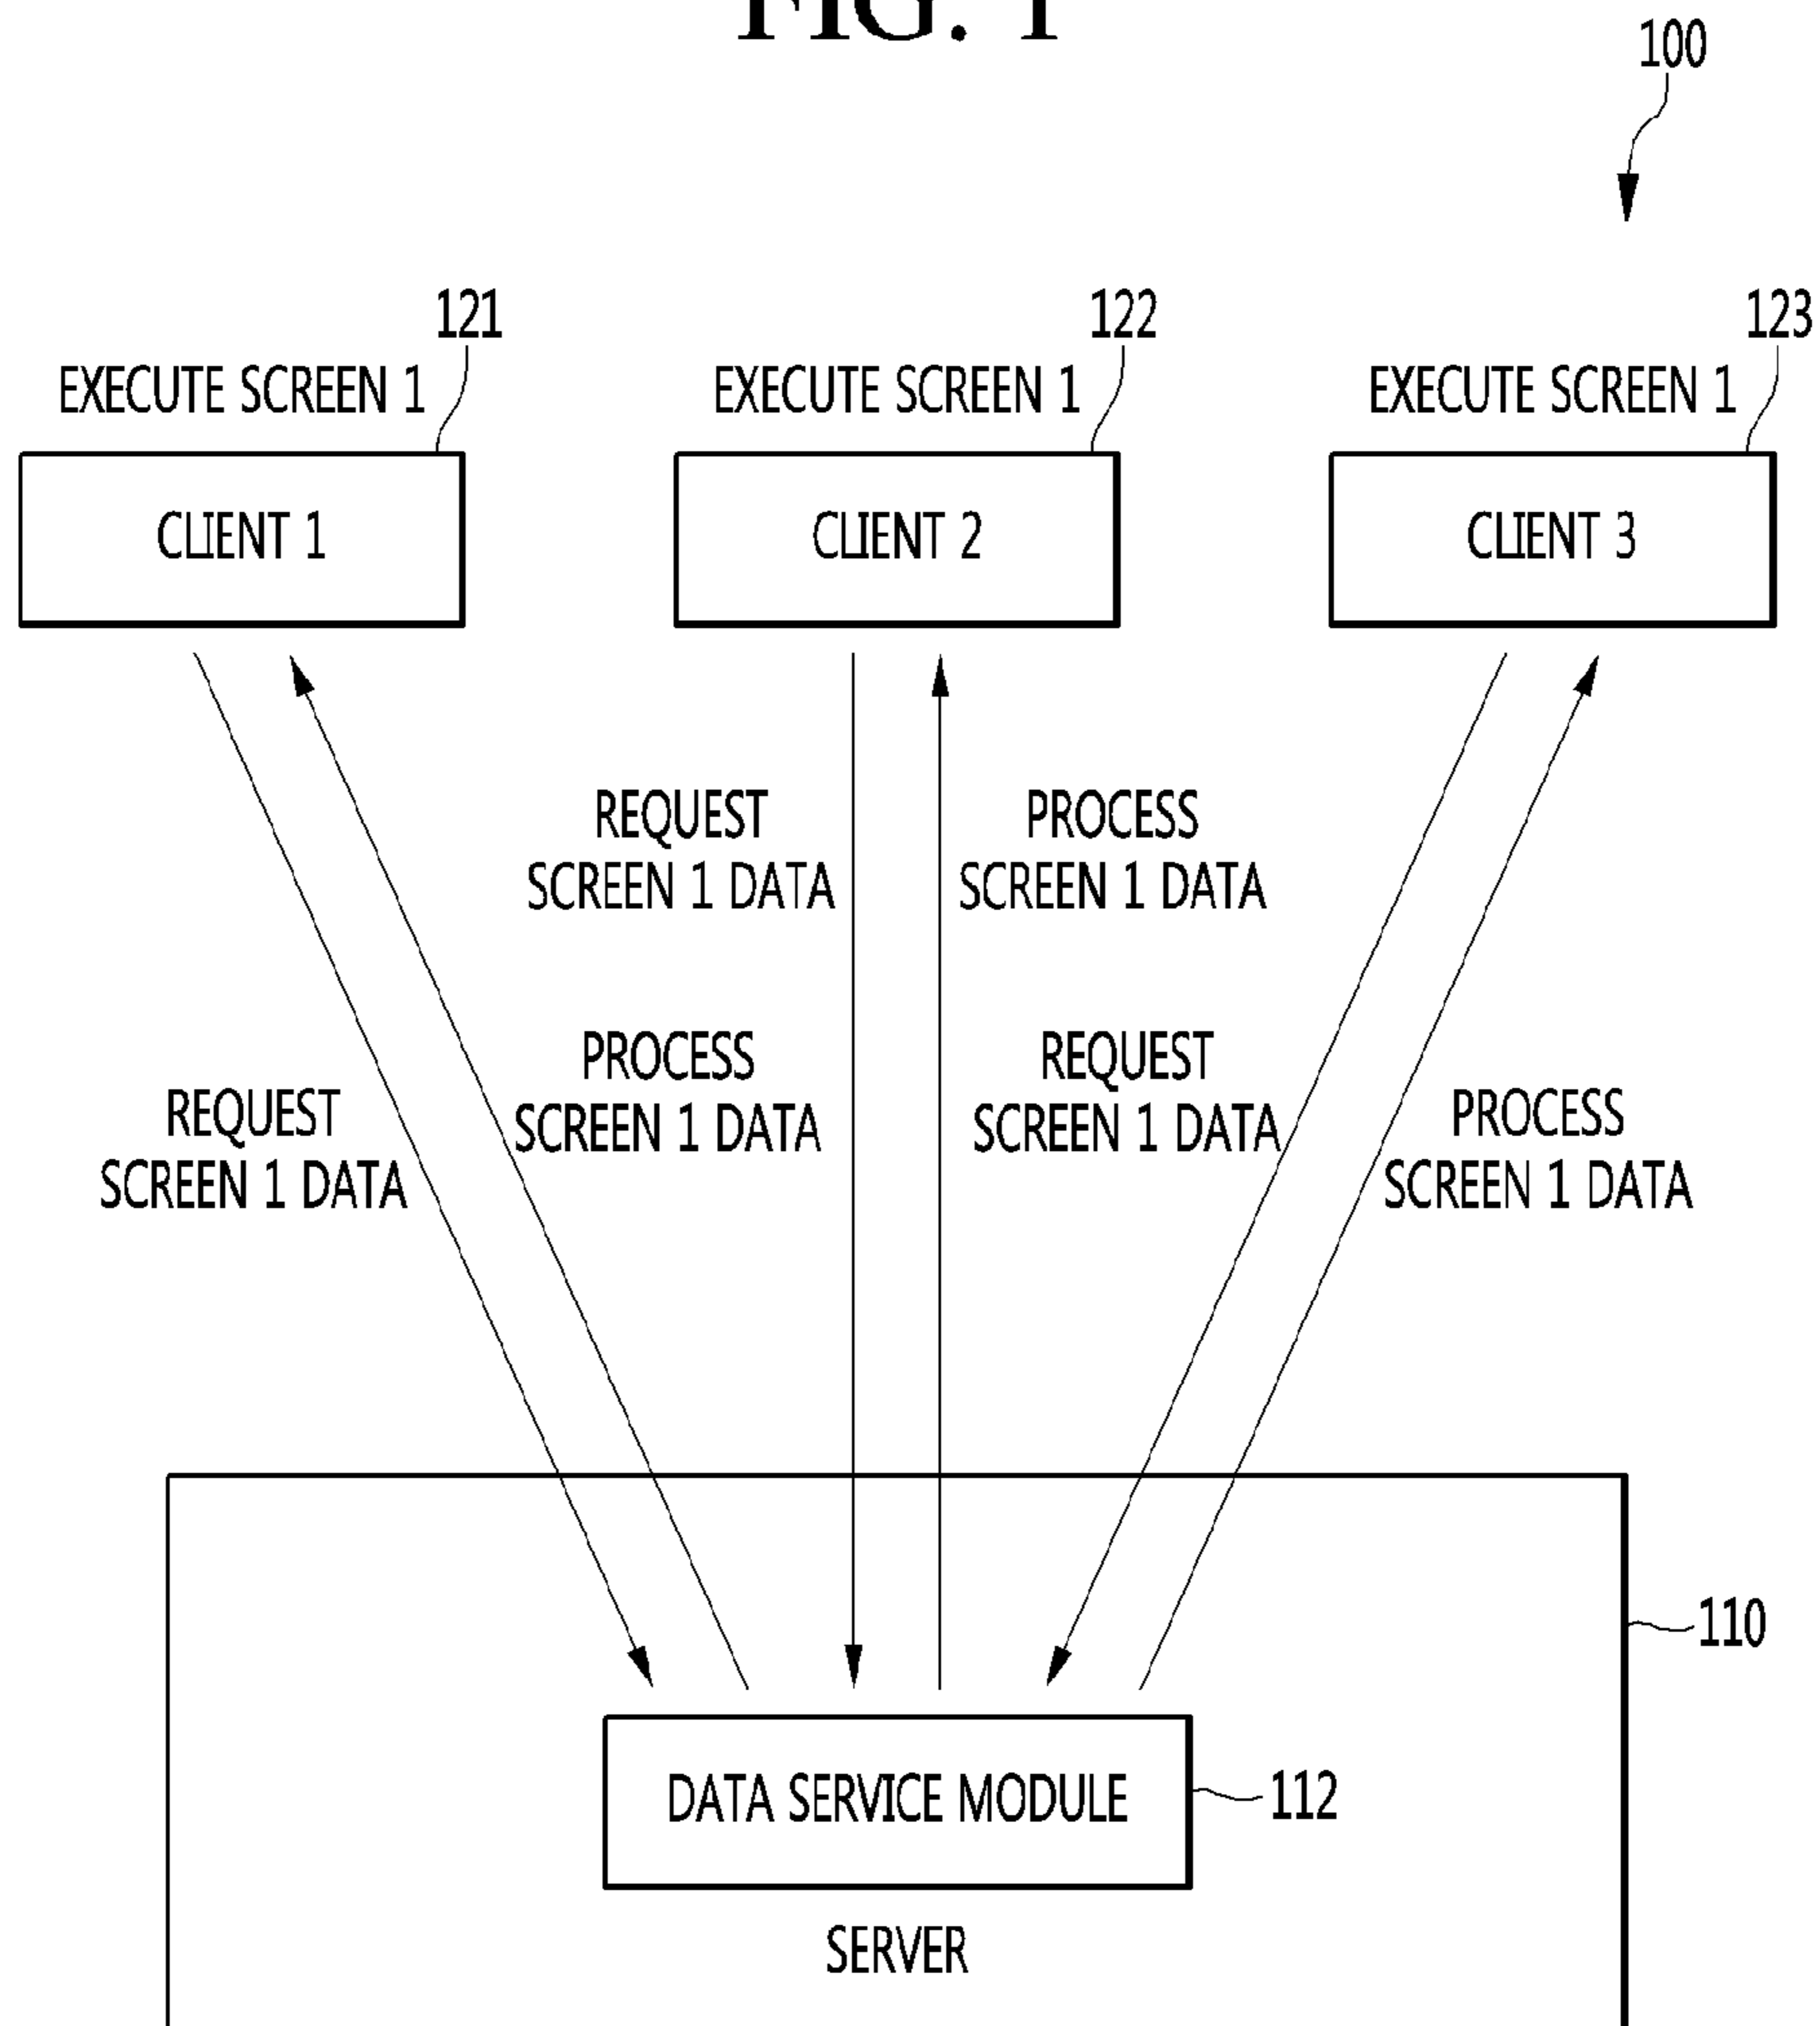 FIG. 1
100
121
122
123
EXECUTE SCREEN 1
EXECUTE SCREEN 1
EXECUTE SCREEN 1
CLIENT 1
CLIENT 2
CLIENT 3
REQUEST
SCREEN 1 DATA
PROCESS
SCREEN 1 DATA
PROCESS
SCREEN 1 DATA
REQUEST
SCREEN 1 DATA
REQUEST
SCREEN 1 DATA
PROCESS
SCREEN 1 DATA
110
DATA SERVICE MODULE
112
SERVER